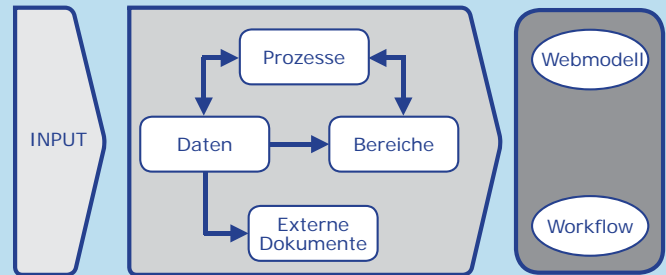 INPUT
Prozesse
Daten
Bereiche
Externe
Dokumente
Webmodell
Workflow